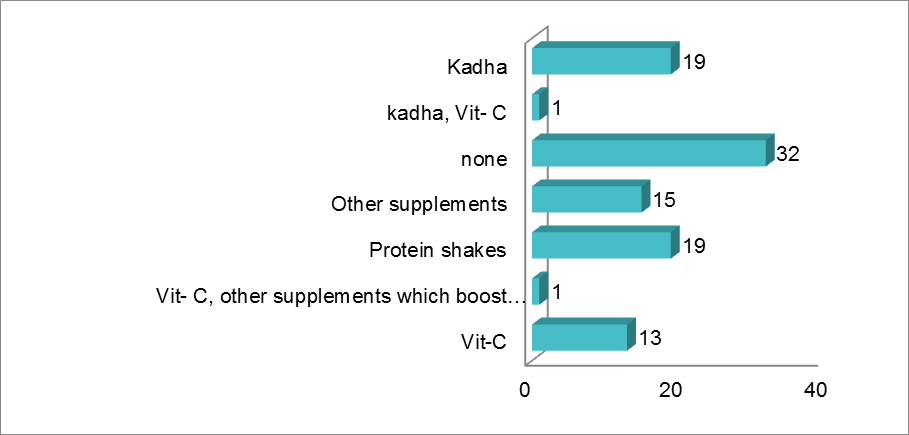 Kadha 19
kadha, Vit- C 1
none 32
Other supplements 15
Protein shakes 19
Vit- C, other supplements which boost… 1
Vit-C 13
0 20 40